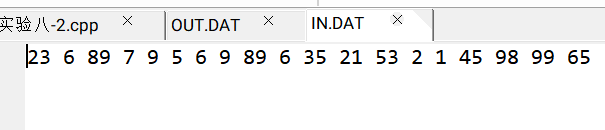 实验八-2.cpp OUT.DAT IN.DAT
23 6 89 7 9 5 6 9 89 6 35 21 53 2 1 45 98 99 65